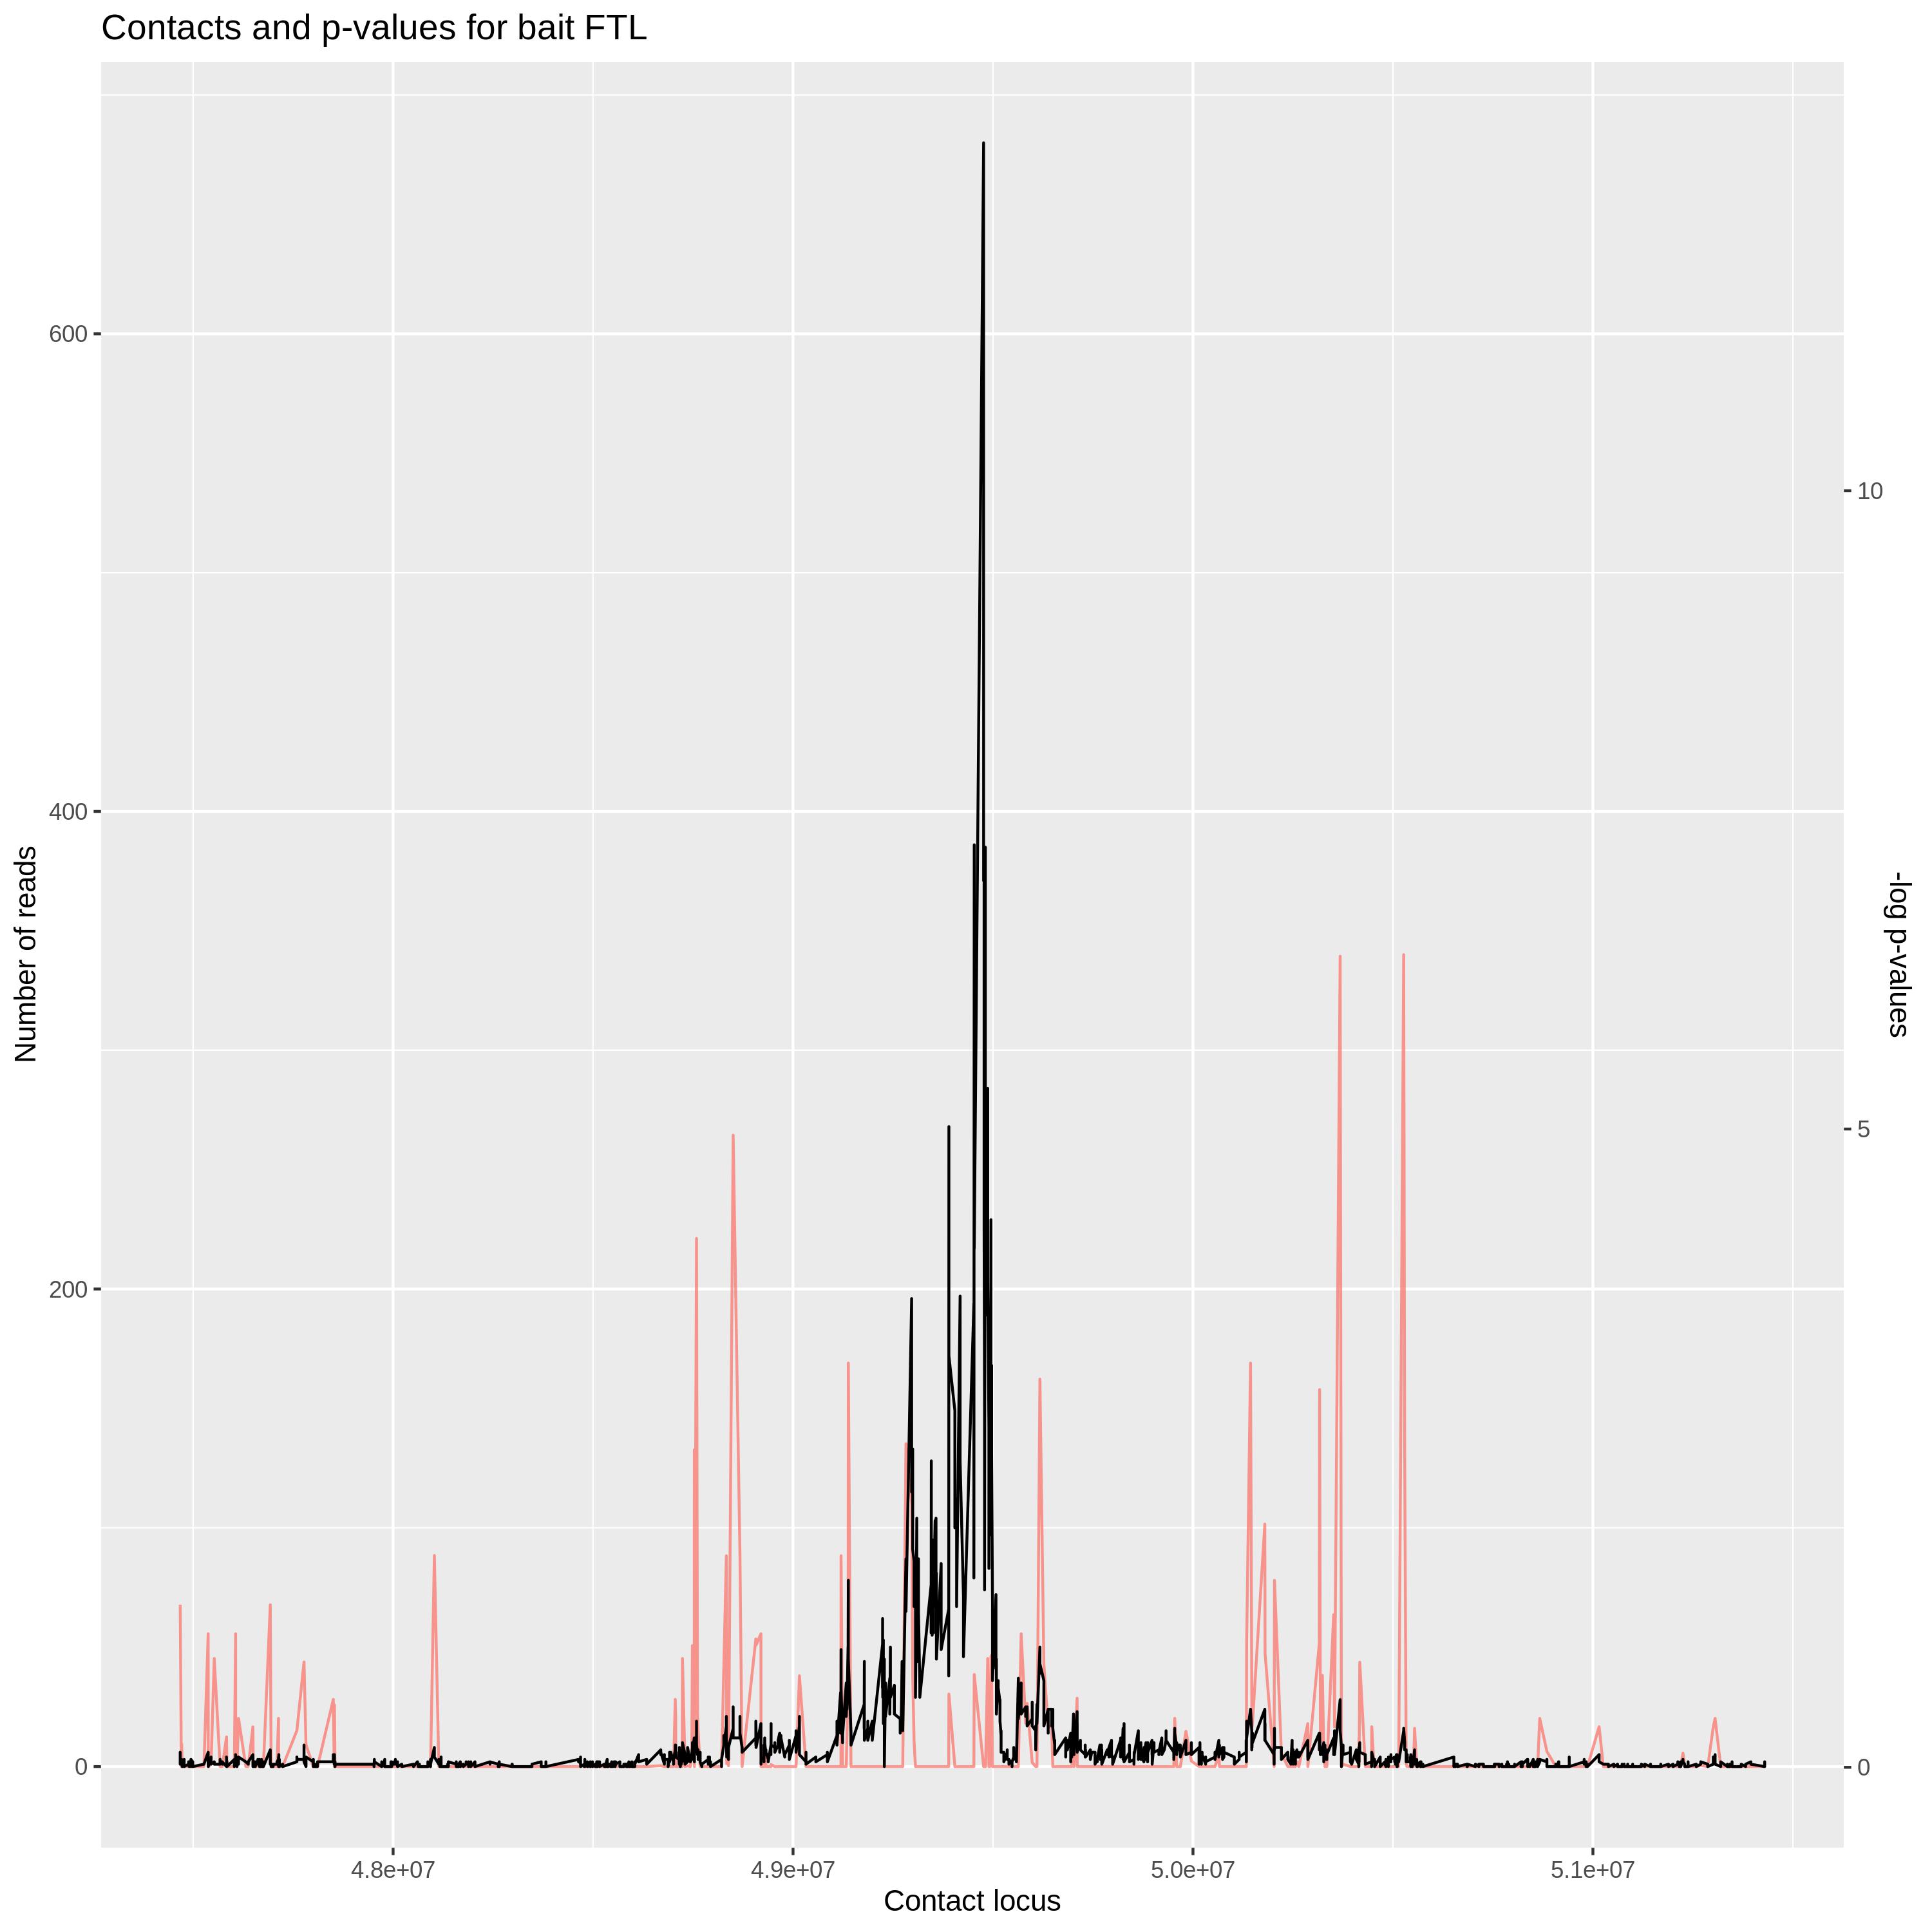 Contacts and p-values for bait FTL
600
400
200
0
Number of reads
10
5
0
-log p-values
4.8e+07
4.9e+07
5.0e+07
5.1e+07
Contact locus